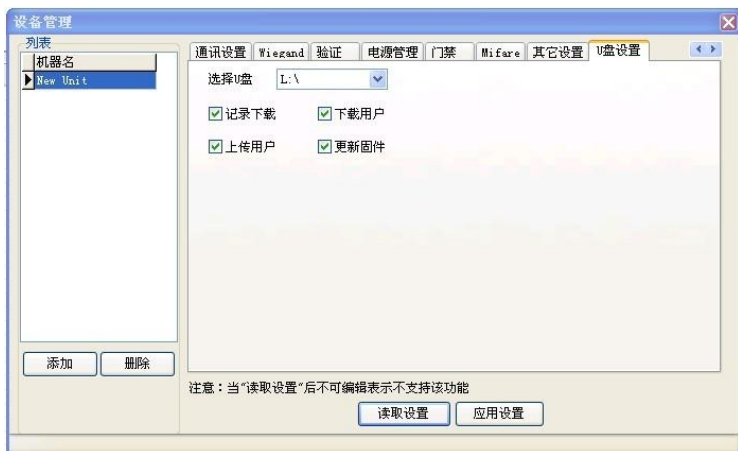 设备管理
列表
机器名
New Unit
添加
删除
通讯设置
Wiegand
验证
电源管理
门禁
Mifare
其它设置
U盘设置
选择U盘
L:\
记录下载
下载用户
上传用户
更新固件
注意：当"读取设置"后不可编辑表示不支持该功能
读取设置
应用设置